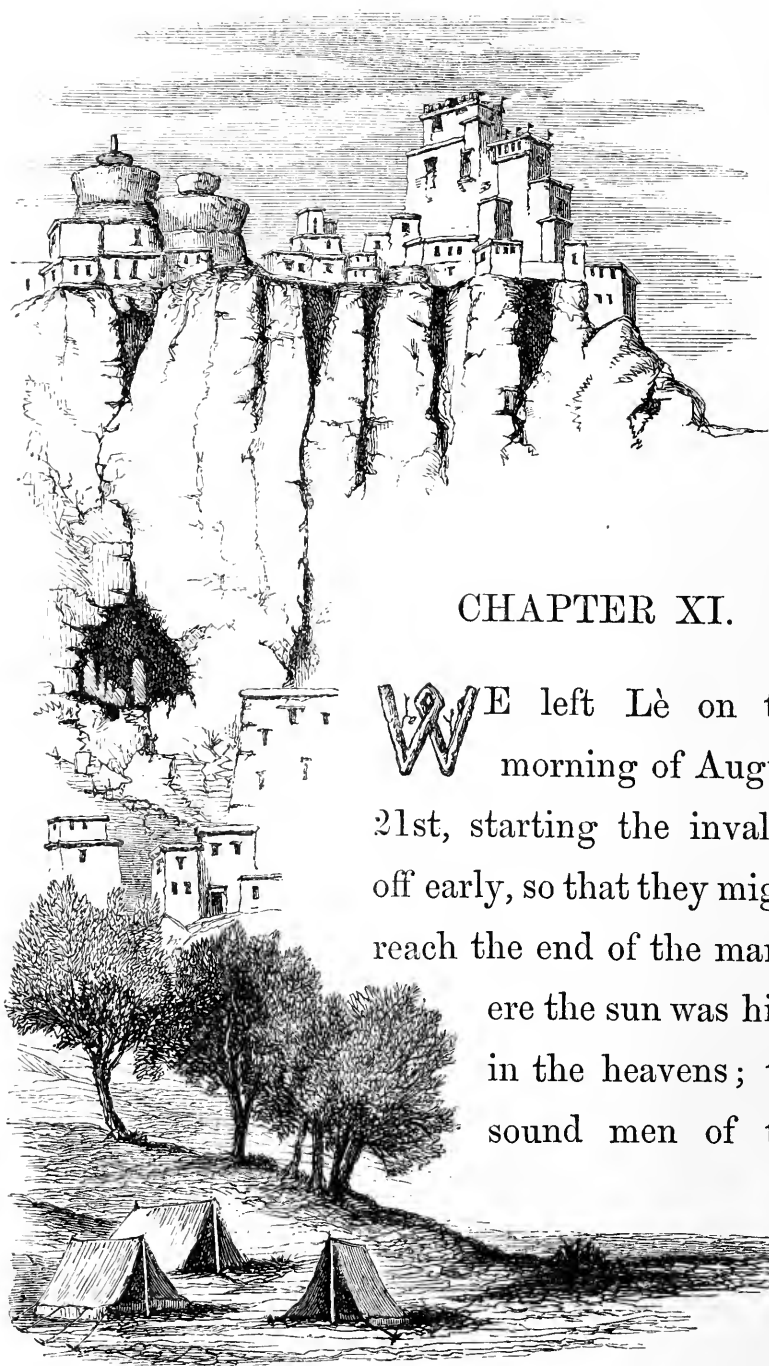 CHAPTER XI.
WE left Lè on
morning of Aug
21st, starting the inval
off early, so that they mig
reach the end of the mar
ere the sun was hi
in the heavens;
sound men of